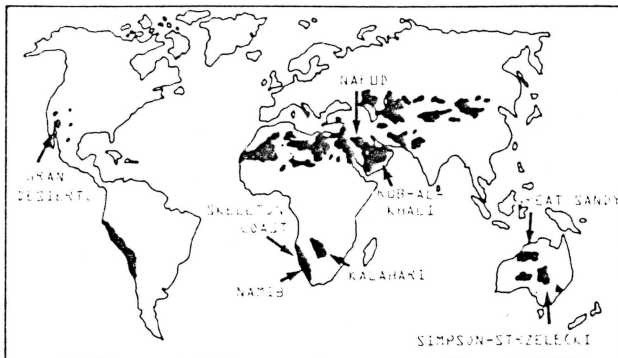 NAFUD
GRAN
DESIERTO
RUB-AL-
KHALI
GREAT SANDY
SKELETON
COAST
KALAHARI
NAMIB
SIMPSON-STRZELECKI